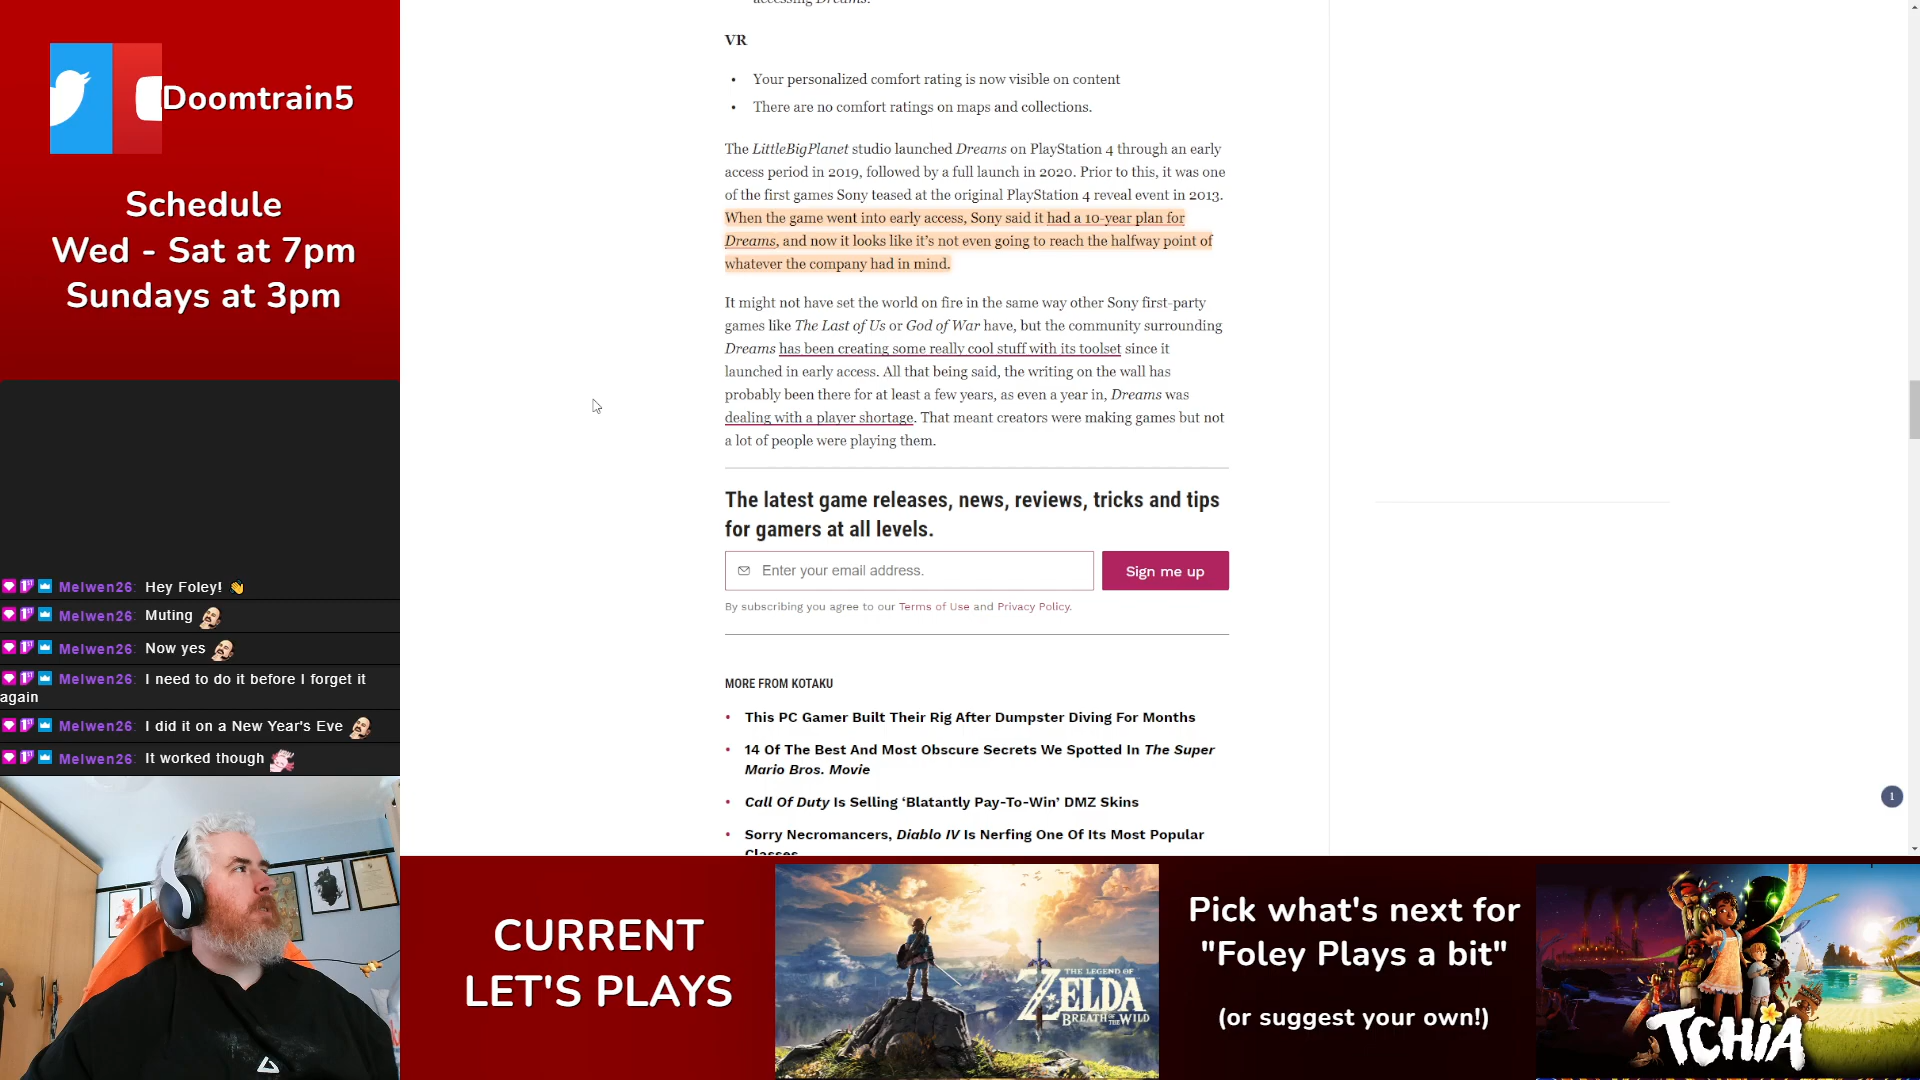 Doomtrain5
Schedule
Wed - Sat at 7pm
Sundays at 3pm
Melwen26: Hey Foley!
Melwen26: Muting
Melwen26: Now yes
Melwen26: I need to do it before I forget it
again
Melwen26: I did it on a New Year's Eve
Melwen26: It worked though
VR
• Your personalized comfort rating is now visible on content
• There are no comfort ratings on maps and collections.
The LittleBigPlanet studio launched Dreams on PlayStation 4 through an early
access period in 2019, followed by a full launch in 2020. Prior to this, it was one
of the first games Sony teased at the original PlayStation 4 reveal event in 2013.
When the game went into early access, Sony said it had a 10-year plan for
Dreams, and now it looks like it's not even going to reach the halfway point of
whatever the company had in mind.
It might not have set the world on fire in the same way other Sony first-party
games like The Last of Us or God of War have, but the community surrounding
Dreams has been creating some really cool stuff with its toolset since it
launched in early access. All that being said, the writing on the wall has
probably been there for at least a few years, as even a year in, Dreams was
dealing with a player shortage. That meant creators were making games but not
a lot of people were playing them.
The latest game releases, news, reviews, tricks and tips
for gamers at all levels.
Enter your email address.
Sign me up
By subscribing you agree to our Terms of Use and Privacy Policy.
MORE FROM KOTAKU
• This PC Gamer Built Their Rig After Dumpster Diving For Months
• 14 Of The Best And Most Obscure Secrets We Spotted In The Super
Mario Bros. Movie
• Call Of Duty Is Selling ‘Blatantly Pay-To-Win’ DMZ Skins
• Sorry Necromancers, Diablo IV Is Nerfing One Of Its Most Popular
Classes
1
CURRENT
LET'S PLAYS
THE LEGEND OF
ZELDA
BREATH OF THE WILD
Pick what's next for
"Foley Plays a bit"
(or suggest your own!)
TCHIA